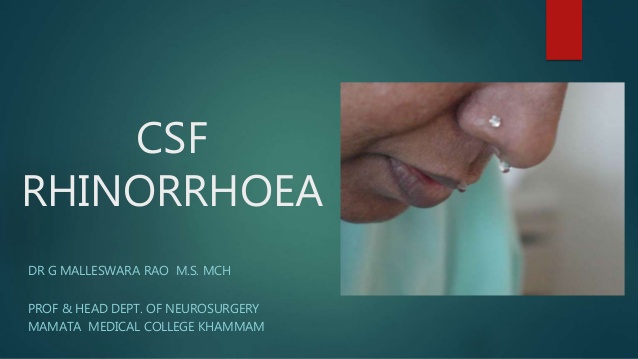 CSF
RHINORRHOEA
DR G MALLESWARA RAO M.S. MCH
PROF & HEAD DEPT. OF NEUROSURGERY
MAMATA MEDICAL COLLEGE KHAMMAM